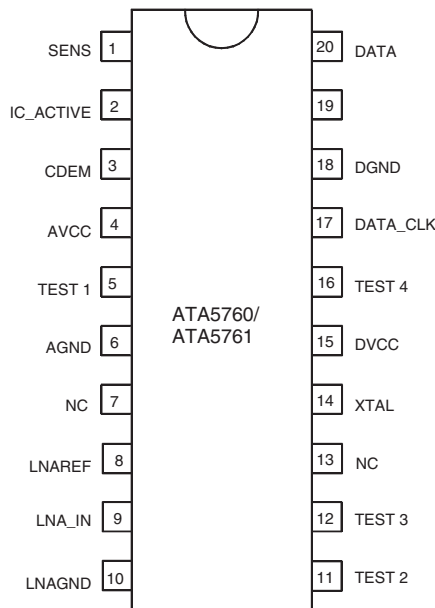 SENS 1 20 DATA
IC_ACTIVE 2 19
CDEM 3 18 DGND
AVCC 4 17 DATA_CLK
TEST 1 5 16 TEST 4
ATA5760/
ATA5761
AGND 6 15 DVCC
NC 7 14 XTAL
LNAREF 8 13 NC
LNA_IN 9 12 TEST 3
LNAGND 10 11 TEST 2